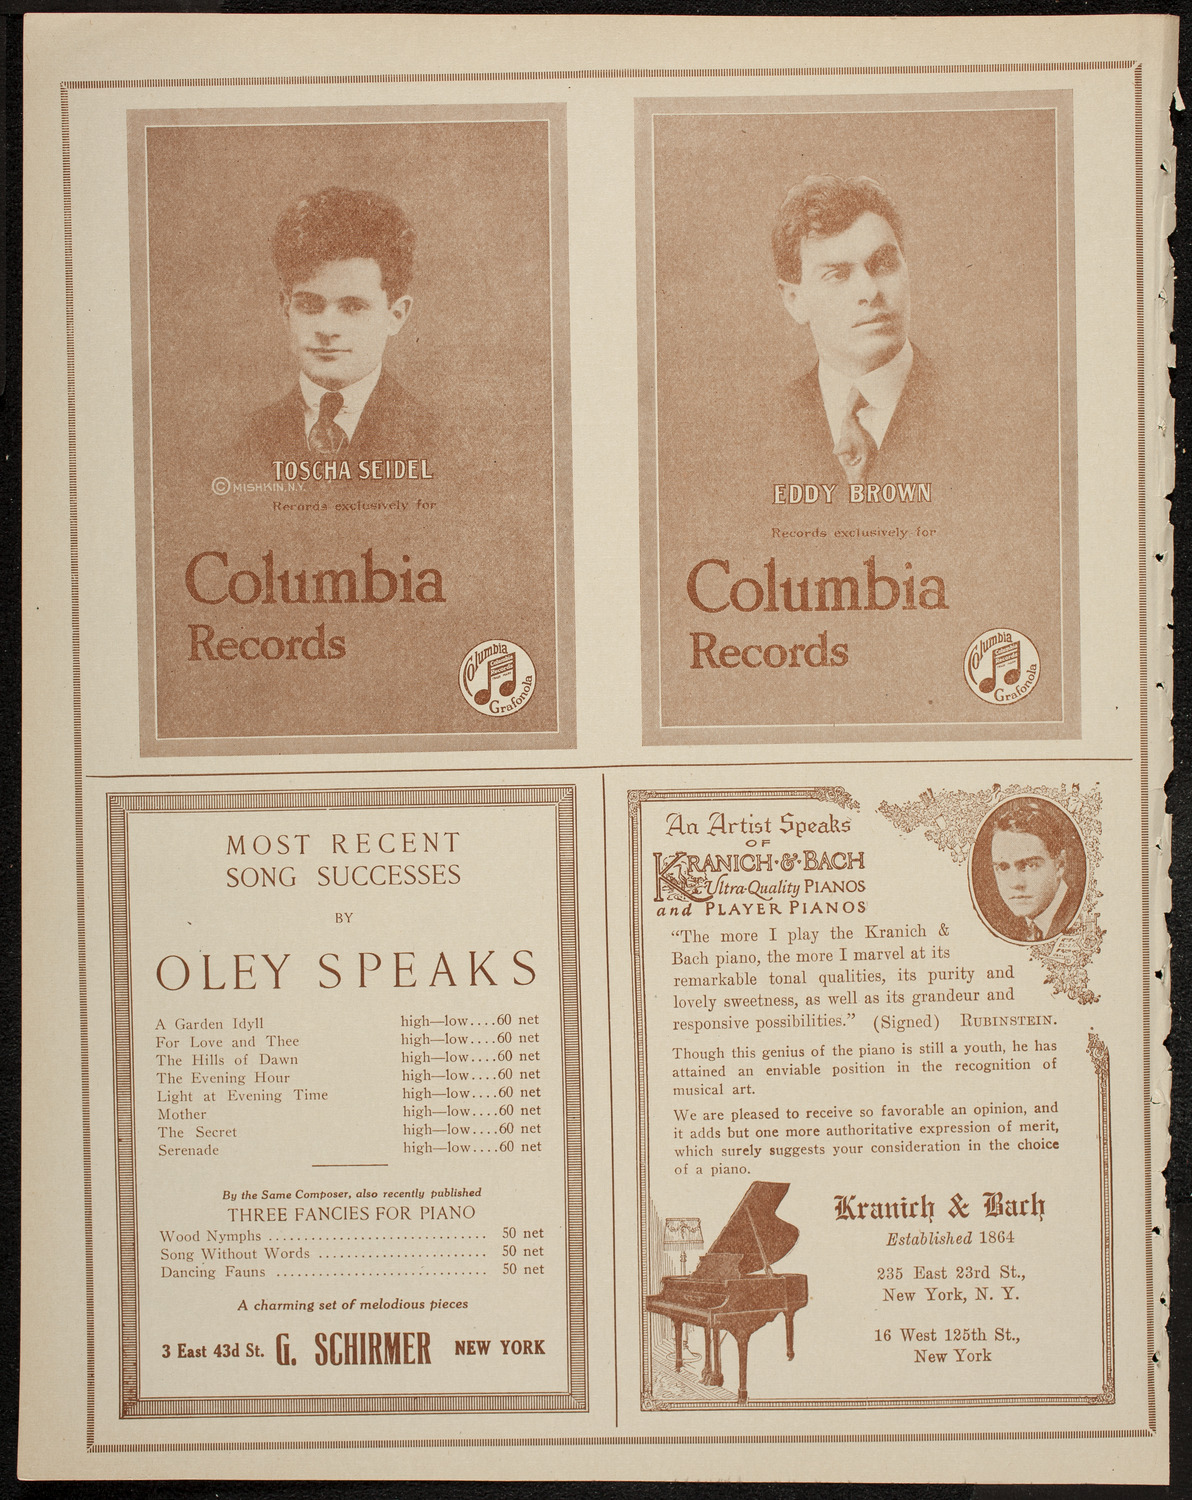 TOSCHA SEIDEL
© MISHKIN, N.Y.
Records exclusively for
Columbia
Records
Columbia
Grafonola
EDDY BROWN
Records exclusively for
Columbia
Records
Columbia
Grafonola
MOST RECENT
SONG SUCCESSES
BY
OLEY SPEAKS
A Garden Idyll high—low....60 net
For Love and Thee high—low....60 net
The Hills of Dawn high—low....60 net
The Evening Hour high—low....60 net
Light at Evening Time high—low....60 net
Mother high—low....60 net
The Secret high—low....60 net
Serenade high—low....60 net
By the Same Composer, also recently published
THREE FANCIES FOR PIANO
Wood Nymphs ................................ 50 net
Song Without Words ........................ 50 net
Dancing Fauns ............................... 50 net
A charming set of melodious pieces
3 East 43d St. G. SCHIRMER NEW YORK
An Artist Speaks
OF
KRANICH·&·BACH
Ultra-Quality PIANOS
and PLAYER PIANOS
“The more I play the Kranich &
Bach piano, the more I marvel at its
remarkable tonal qualities, its purity and
lovely sweetness, as well as its grandeur and
responsive possibilities.” (Signed) RUBINSTEIN.
Though this genius of the piano is still a youth, he has
attained an enviable position in the recognition of
musical art.
We are pleased to receive so favorable an opinion, and
it adds but one more authoritative expression of merit,
which surely suggests your consideration in the choice
of a piano.
Kranich & Bach
Established 1864
235 East 23rd St.,
New York, N. Y.
16 West 125th St.,
New York